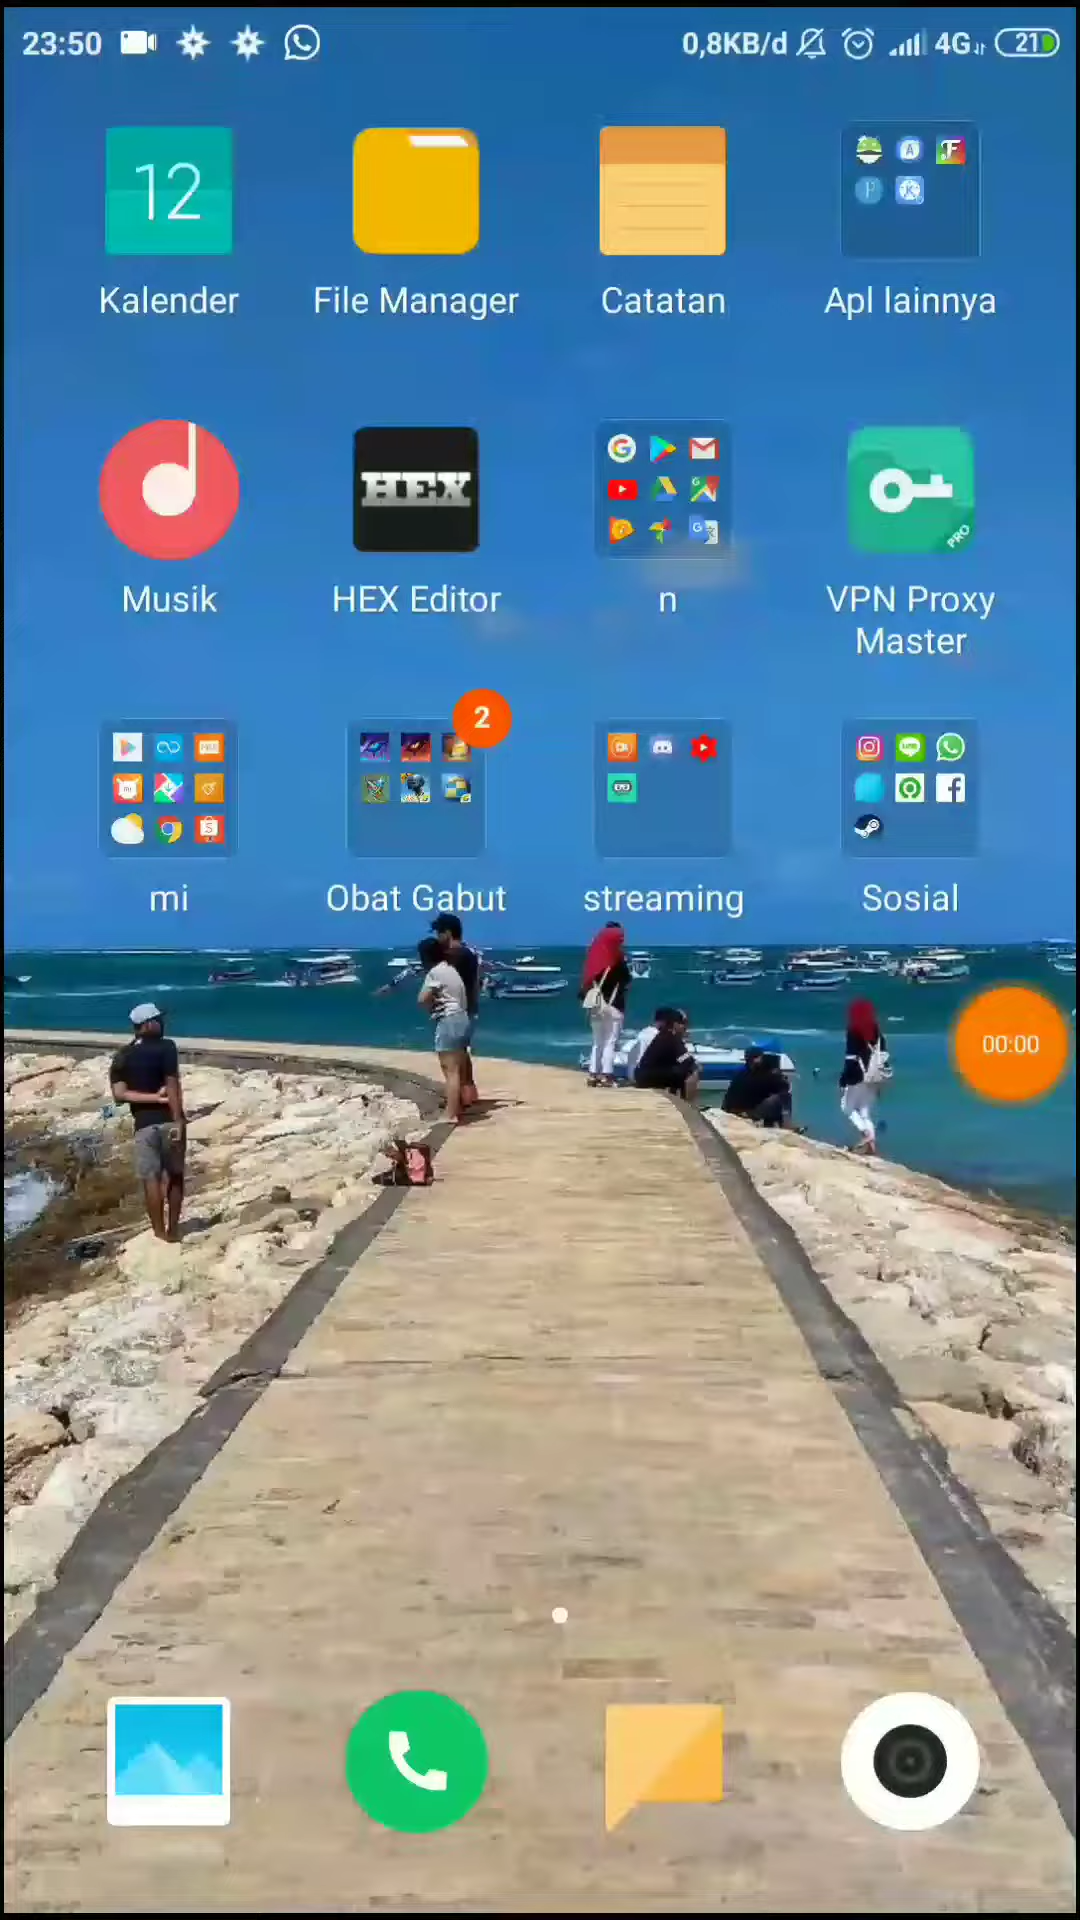 23:50 0,8KB/d 4G 21
12
Kalender File Manager Catatan Apl lainnya
HEX
PRO
Musik HEX Editor n VPN Proxy
Master
2
mi Obat Gabut streaming Sosial
00:00